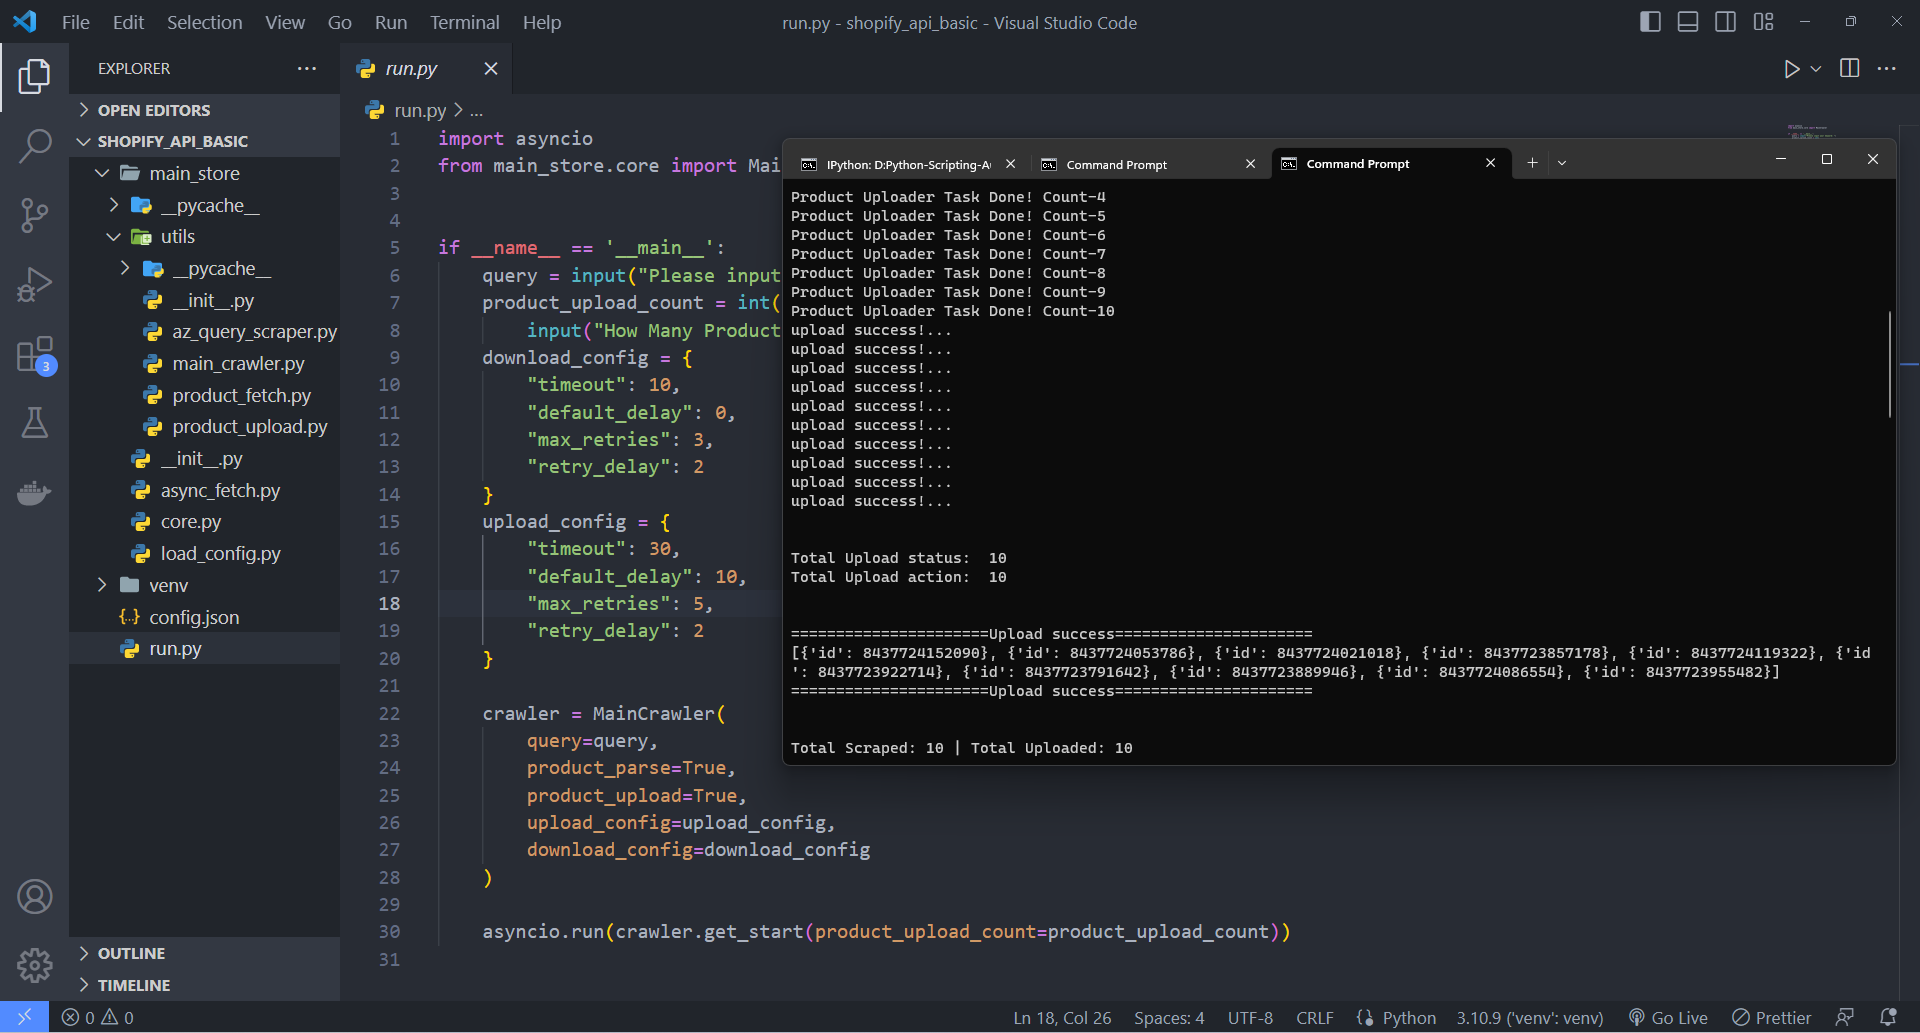 File Edit Selection View Go Run Terminal Help
run.py - shopify_api_basic - Visual Studio Code
EXPLORER
OPEN EDITORS
SHOPIFY_API_BASIC
main_store
__pycache__
utils
__pycache__
__init__.py
az_query_scraper.py
main_crawler.py
product_fetch.py
product_upload.py
__init__.py
async_fetch.py
core.py
load_config.py
venv
config.json
run.py
OUTLINE
TIMELINE
3
run.py
run.py > ...
1 import asyncio
2 from main_store.core import Mai
3
4
5 if __name__ == '__main__':
6 query = input("Please input
7 product_upload_count = int(
8 input("How Many Product
9 download_config = {
10 "timeout": 10,
11 "default_delay": 0,
12 "max_retries": 3,
13 "retry_delay": 2
14 }
15 upload_config = {
16 "timeout": 30,
17 "default_delay": 10,
18 "max_retries": 5,
19 "retry_delay": 2
20 }
21
22 crawler = MainCrawler(
23 query=query,
24 product_parse=True,
25 product_upload=True,
26 upload_config=upload_config,
27 download_config=download_config
28 )
29
30 asyncio.run(crawler.get_start(product_upload_count=product_upload_count))
31
IPython: D:Python-Scripting-A
Command Prompt
Command Prompt
Product Uploader Task Done! Count-4
Product Uploader Task Done! Count-5
Product Uploader Task Done! Count-6
Product Uploader Task Done! Count-7
Product Uploader Task Done! Count-8
Product Uploader Task Done! Count-9
Product Uploader Task Done! Count-10
upload success!...
upload success!...
upload success!...
upload success!...
upload success!...
upload success!...
upload success!...
upload success!...
upload success!...
upload success!...
Total Upload status: 10
Total Upload action: 10
======================Upload success======================
[{'id': 8437724152090}, {'id': 8437724053786}, {'id': 8437724021018}, {'id': 8437723857178}, {'id': 8437724119322}, {'id
': 8437723922714}, {'id': 8437723791642}, {'id': 8437723889946}, {'id': 8437724086554}, {'id': 8437723955482}]
======================Upload success======================
Total Scraped: 10 | Total Uploaded: 10
0 0
Ln 18, Col 26 Spaces: 4 UTF-8 CRLF Python 3.10.9 ('venv': venv) Go Live Prettier